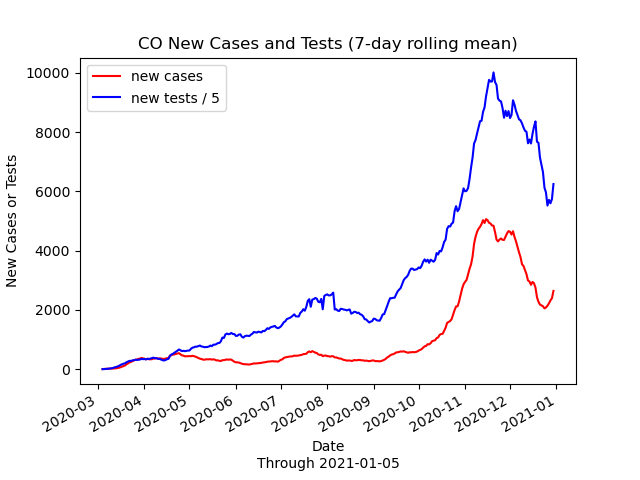 CO New Cases and Tests (7-day rolling mean)
new cases
new tests / 5
New Cases or Tests
10000
8000
6000
4000
2000
0
2020-03
2020-04
2020-05
2020-06
2020-07
2020-08
2020-09
2020-10
2020-11
2020-12
2021-01
Date
Through 2021-01-05